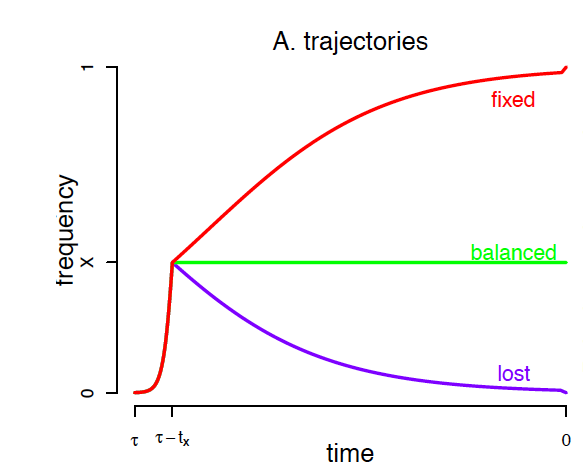 A. trajectories
frequency
1
x
0
fixed
balanced
lost
τ
τ − tx
0
time